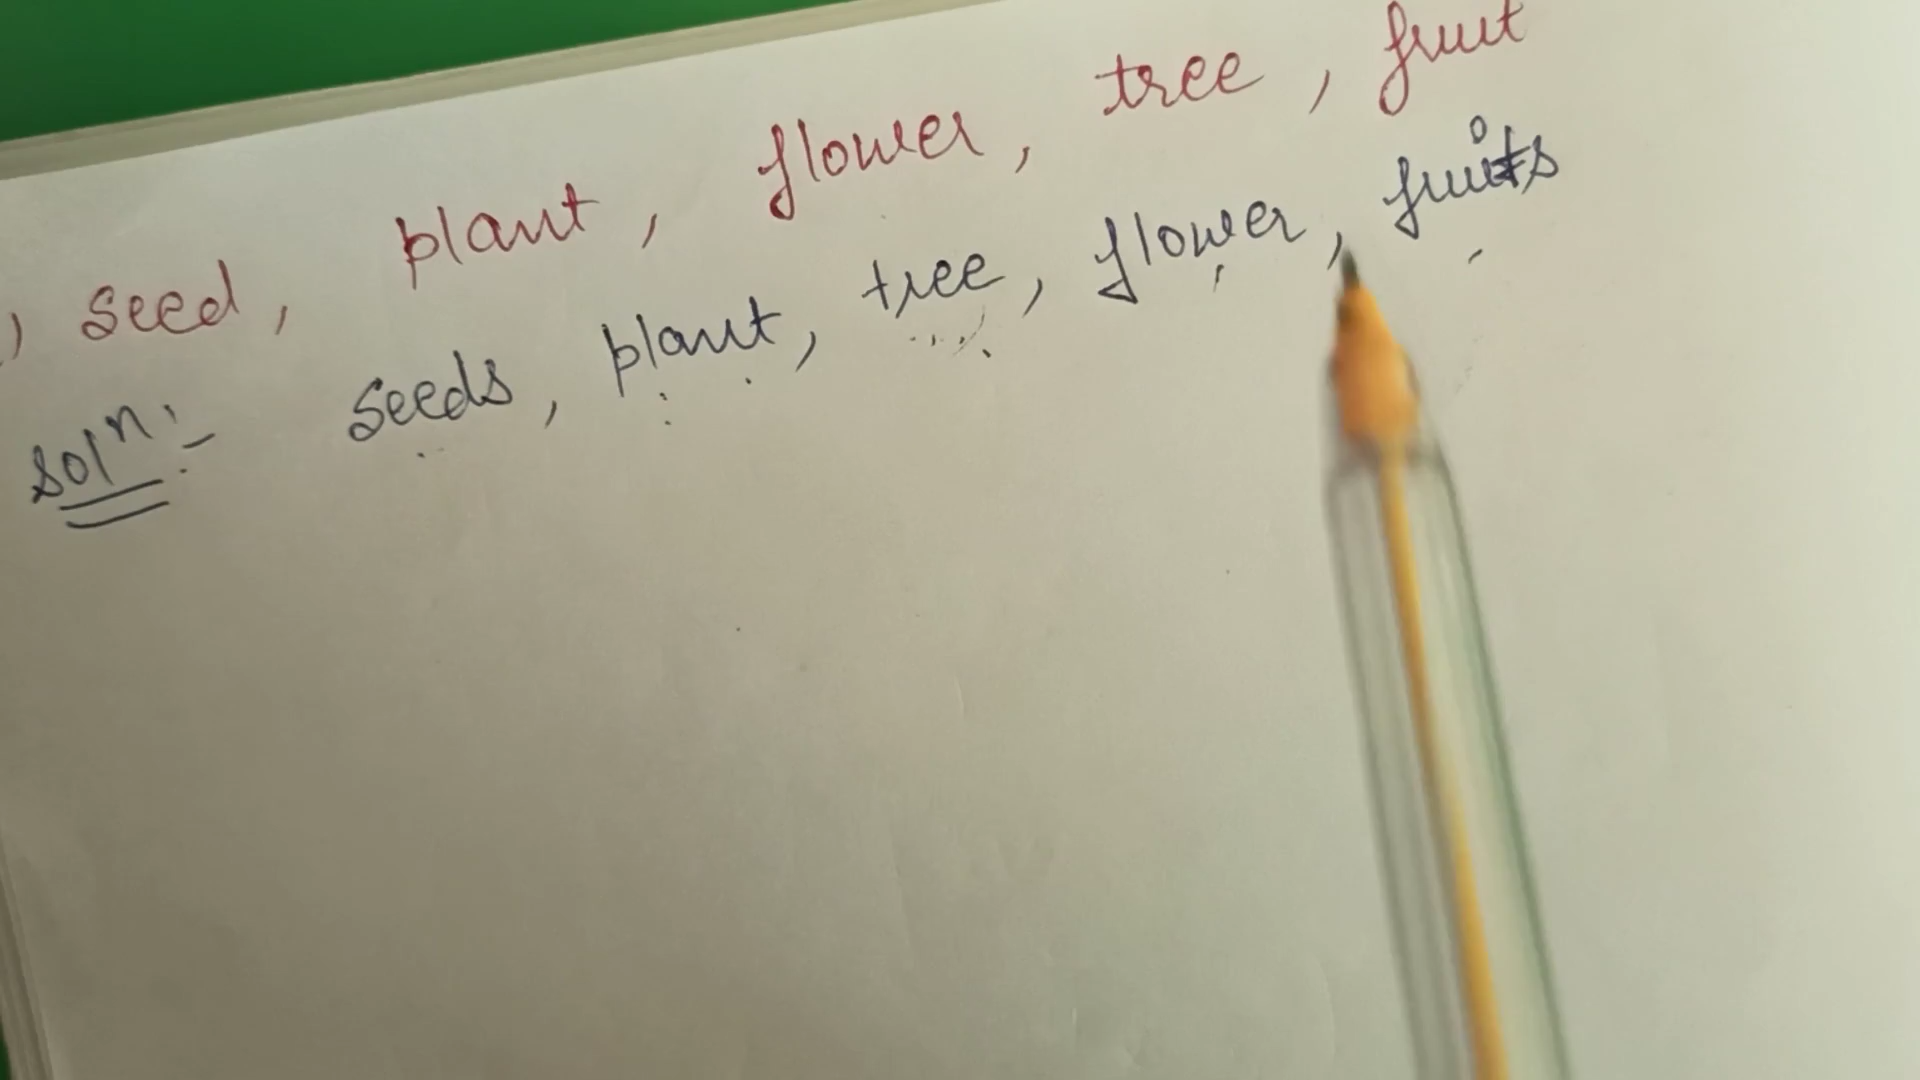 ) seed, plant, flower, tree, fruit
Solⁿ:- seeds, plant, tree, flower, fruits